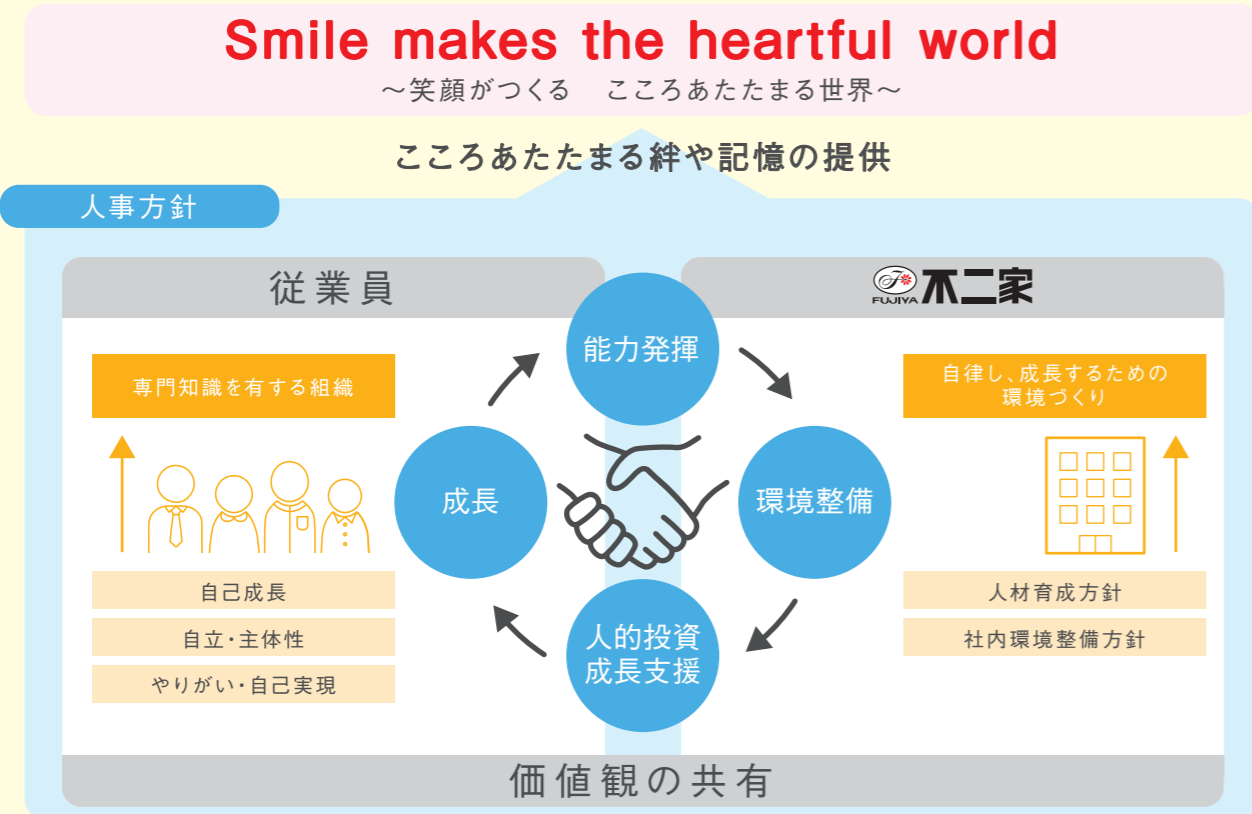 Smile makes the heartful world
～笑顔がつくる　こころあたたまる世界～
こころあたたまる絆や記憶の提供
人事方針
従業員
FUJIYA 不二家
専門知識を有する組織
自己成長
自立・主体性
やりがい・自己実現
能力発揮
成長
環境整備
人的投資
成長支援
自律し、成長するための
環境づくり
人材育成方針
社内環境整備方針
価値観の共有